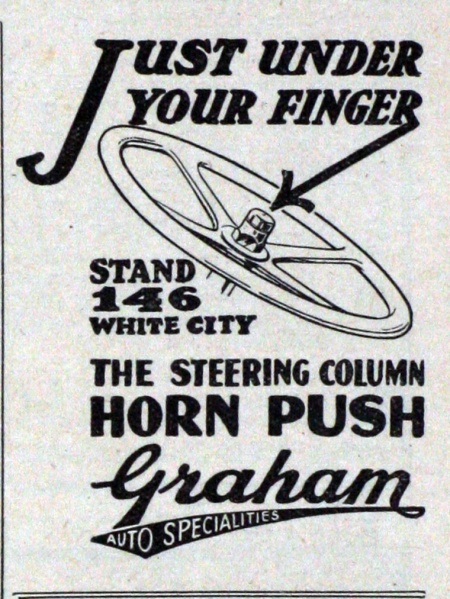 JUST UNDER
YOUR FINGER
STAND
146
WHITE CITY
THE STEERING COLUMN
HORN PUSH
Graham
AUTO SPECIALITIES